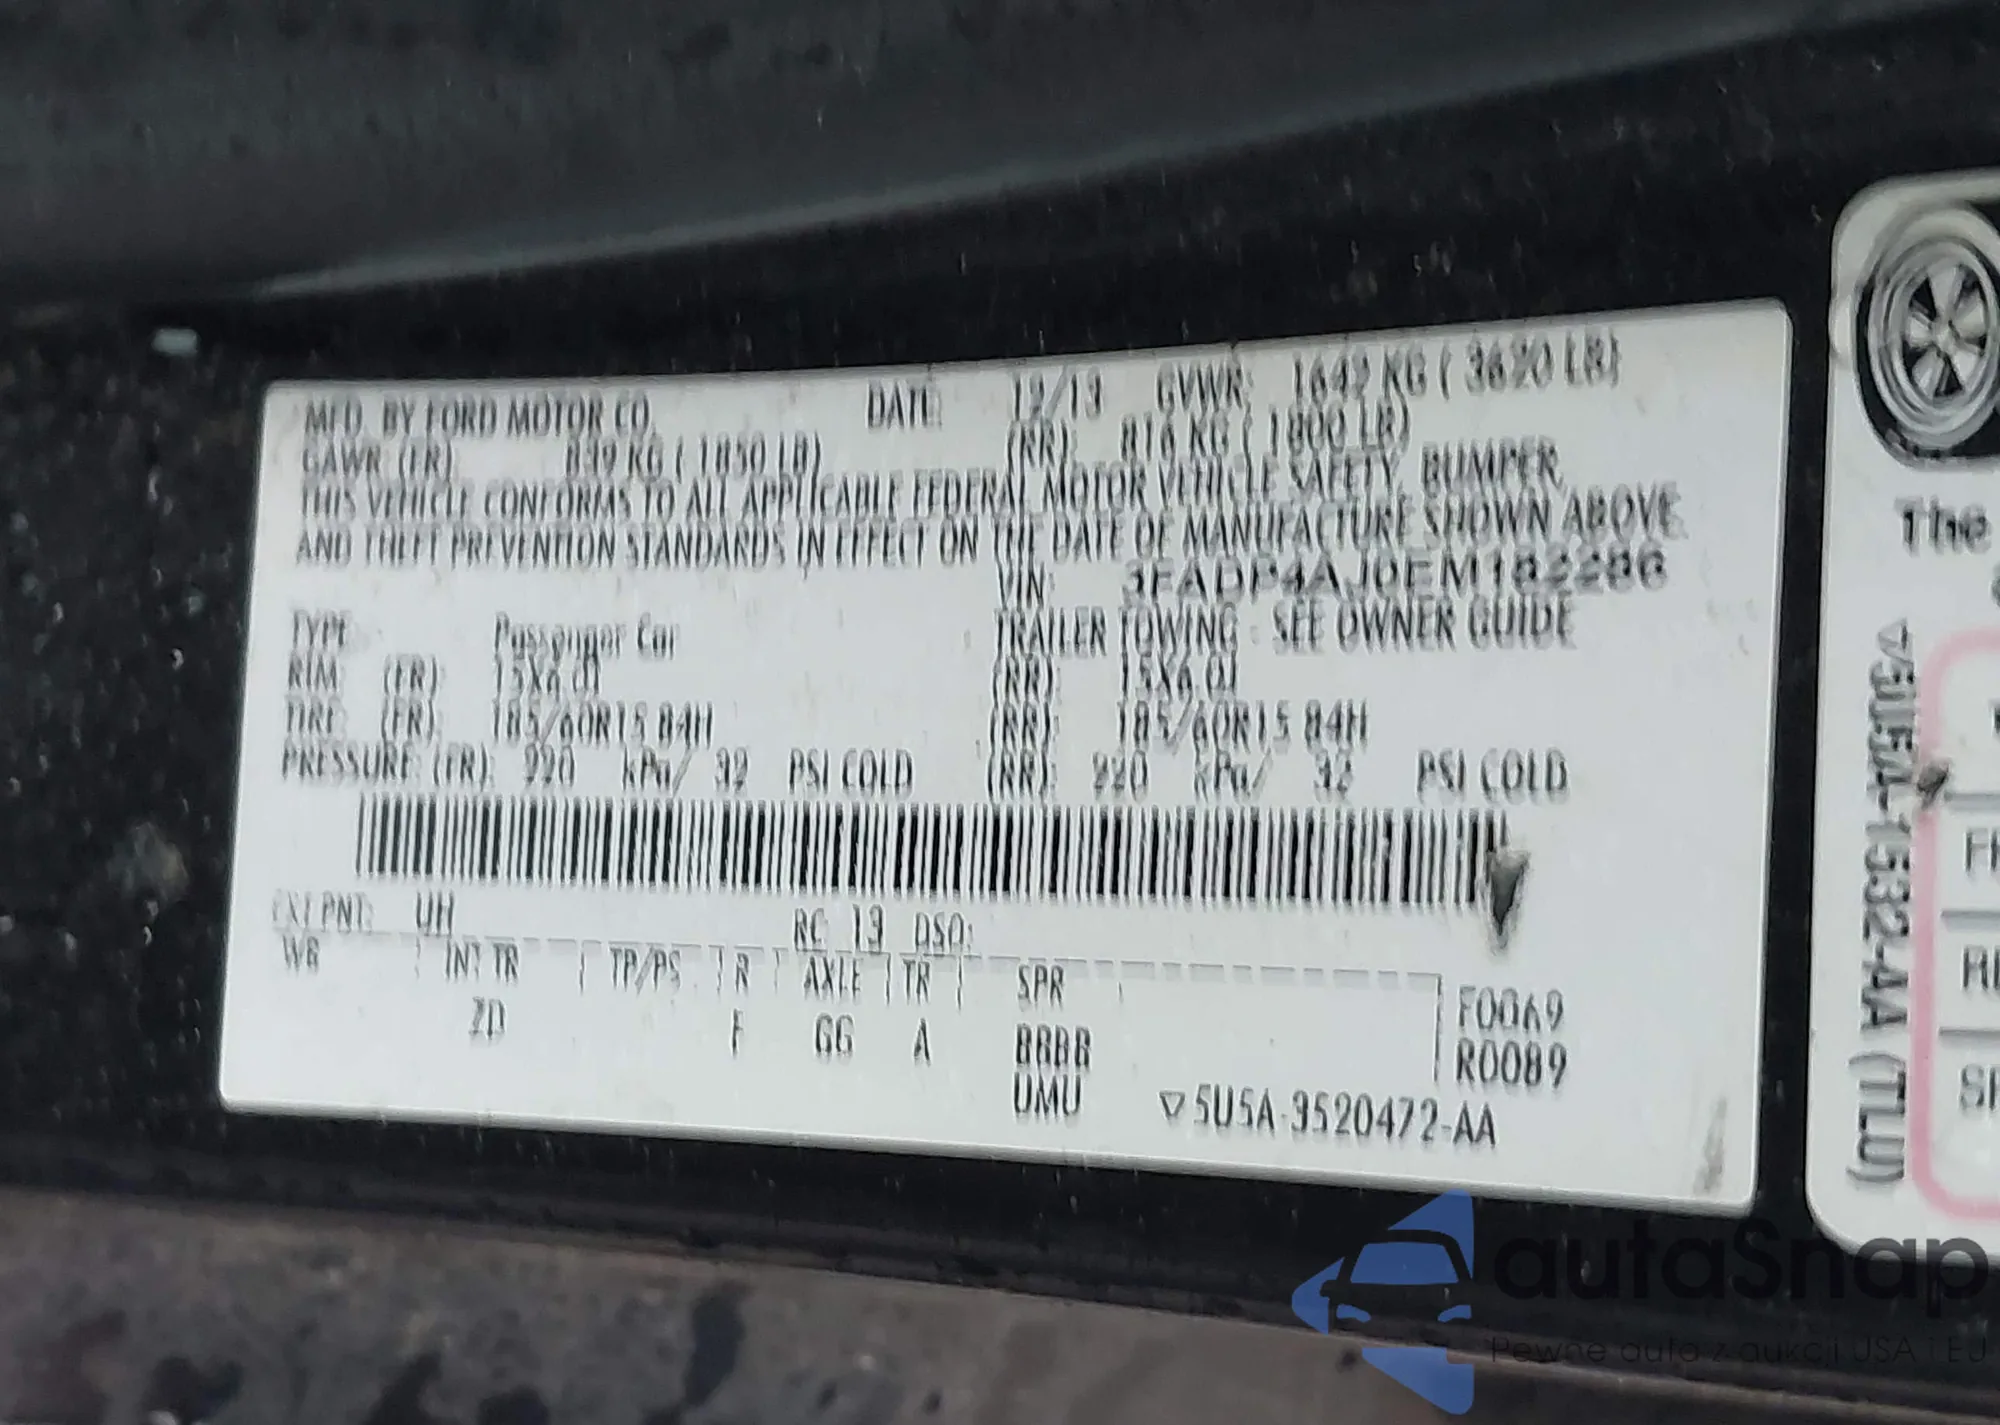 MFD. BY FORD MOTOR CO. DATE: 12/13 GVWR: 1642 KG ( 3620 LB)
GAWR (FR): 839 KG ( 1850 LB) (RR): 816 KG ( 1800 LB)
THIS VEHICLE CONFORMS TO ALL APPLICABLE FEDERAL MOTOR VEHICLE SAFETY, BUMPER,
AND THEFT PREVENTION STANDARDS IN EFFECT ON THE DATE OF MANUFACTURE SHOWN ABOVE.
VIN: 3FADP4AJ0EM182286
TYPE: Passenger Car TRAILER TOWING - SEE OWNER GUIDE
RIM: (FR): 15X6.0J (RR): 15X6.0J
TIRE: (FR): 185/60R15 84H (RR): 185/60R15 84H
PRESSURE: (FR): 220 kPa/ 32 PSI COLD (RR): 220 kPa/ 32 PSI COLD
EXT PNT: UH RC: 13 DSO:
WB INT TR TP/PS R AXLE TR SPR
ZD F GG A BBBB
UMU
F0069
R0089
▽5U5A-3520472-AA
The
autaSnap
Pewne auta z aukcji USA i EU